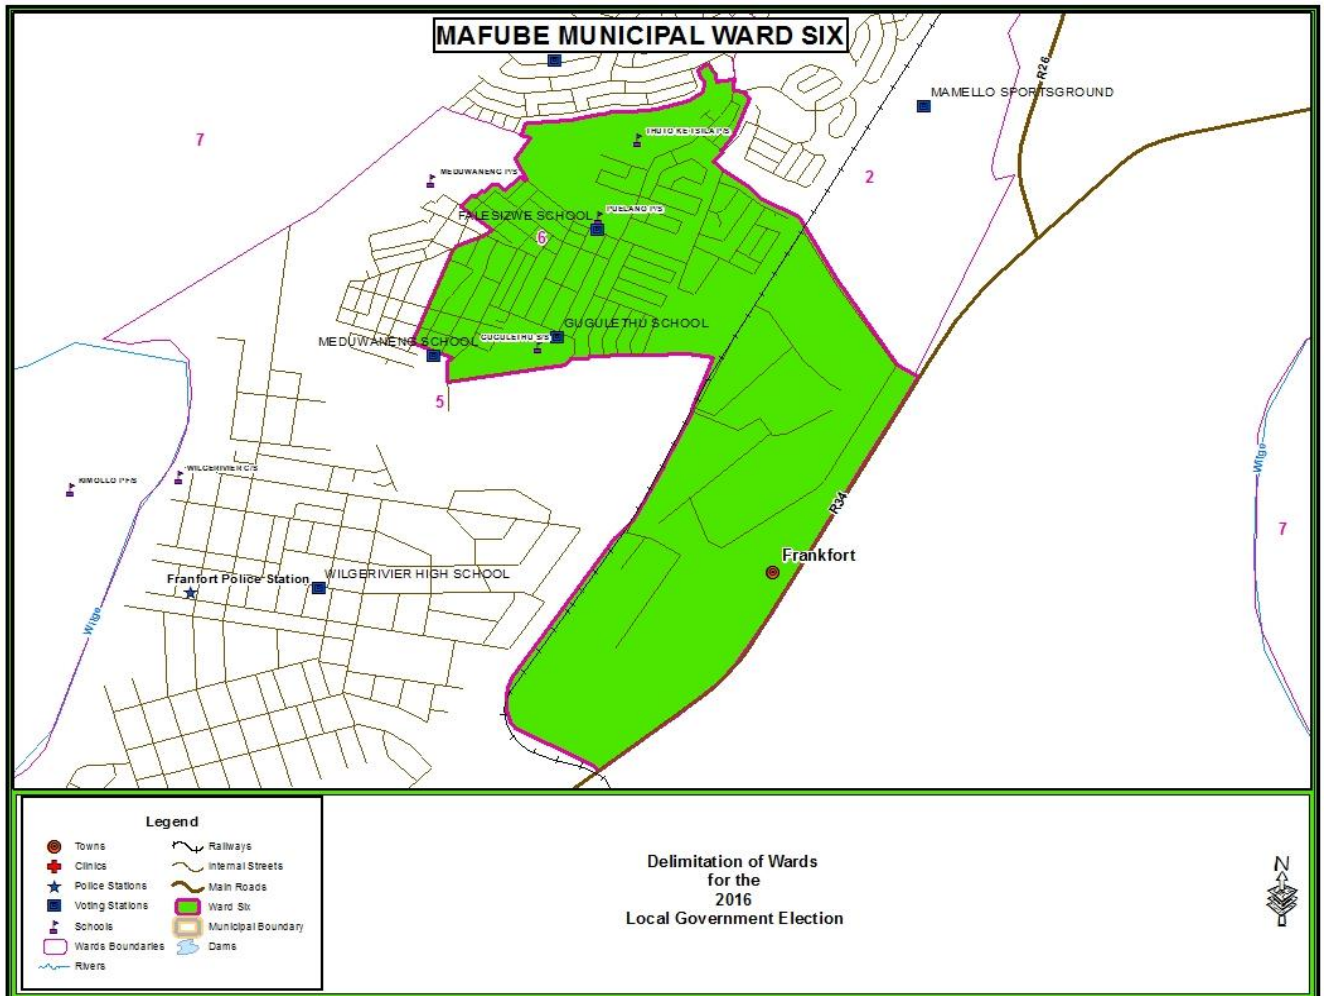 MAFUBE MUNICIPAL WARD SIX
R26
MAMELLO SPORTSGROUND
7
THUTO KE TSILA P/S
MEDUWANENG P/S
2
PUELANO P/S
FALESIZWE SCHOOL
6
GUGULETHU SCHOOL
GUGULETHU S/S
MEDUWANENG SCHOOL
5
Wilge
WILGERIVIER C/S
R34
7
Frankfort
WILGERIVIER HIGH SCHOOL
Franfort Police Station
Wilge
Legend
Towns
Clinics
Police Stations
Voting Stations
Schools
Wards Boundaries
Rivers
Railways
Internal Streets
Main Roads
Ward Six
Municipal Boundary
Dams
Delimitation of Wards
for the
2016
Local Government Election
N